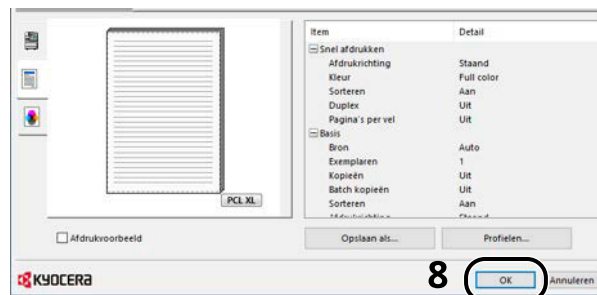 Item Detail
Snel afdrukken
Afdrukrichting Staand
Kleur Full color
Sorteren Aan
Duplex Uit
Pagina's per vel Uit
Basis
Bron Auto
Exemplaren 1
Kopieën Uit
Batch kopieën Uit
Sorteren Aan
Afdrukrichting Staand
PCL XL
Afdrukvoorbeeld Opslaan als... Profielen...
KYOCERA 8 OK Annuleren